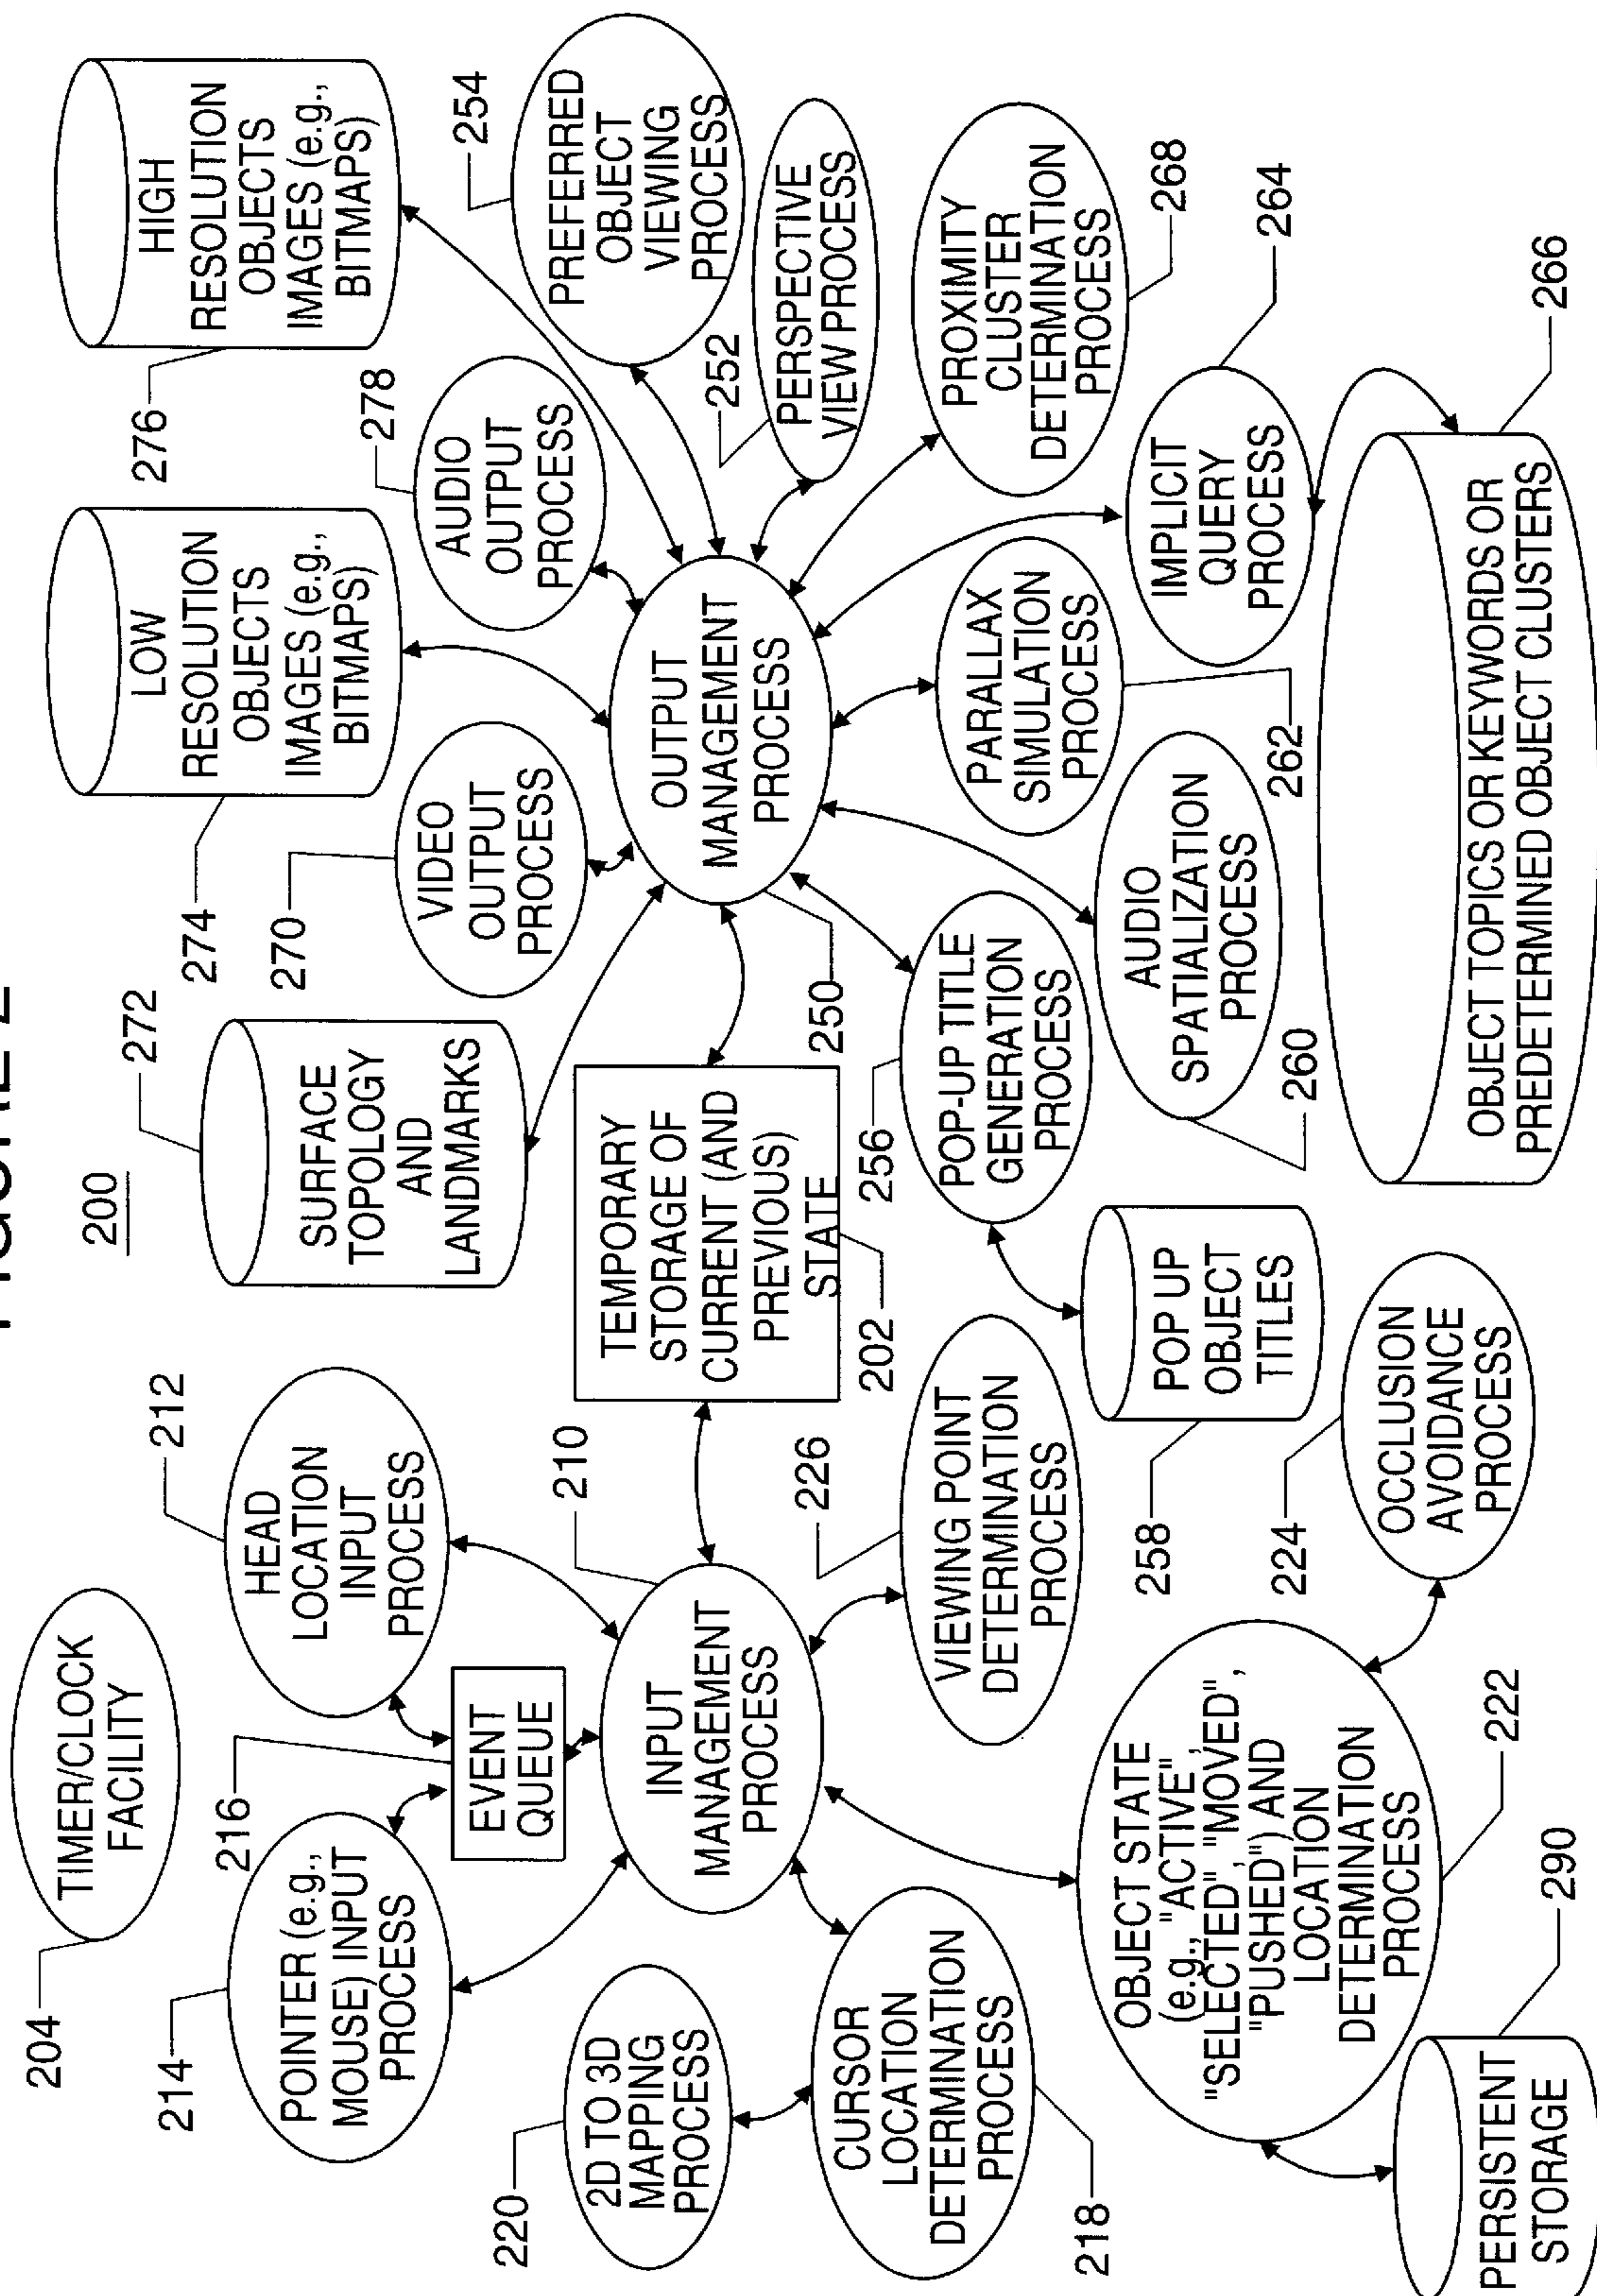 FIGURE 2
200
204
TIMER/CLOCK
FACILITY
214
POINTER (e.g.,
MOUSE) INPUT
PROCESS
216
EVENT
QUEUE
212
HEAD
LOCATION
INPUT
PROCESS
210
INPUT
MANAGEMENT
PROCESS
220
2D TO 3D
MAPPING
PROCESS
CURSOR
LOCATION
DETERMINATION
PROCESS
218
226
VIEWING POINT
DETERMINATION
PROCESS
OBJECT STATE
(e.g., "ACTIVE",
"SELECTED", "MOVED",
"PUSHED") AND
LOCATION
DETERMINATION
PROCESS
222
PERSISTENT
STORAGE
290
224
OCCLUSION
AVOIDANCE
PROCESS
TEMPORARY
STORAGE OF
CURRENT (AND
PREVIOUS)
STATE
202
272
SURFACE
TOPOLOGY
AND
LANDMARKS
270
VIDEO
OUTPUT
PROCESS
274
LOW
RESOLUTION
OBJECTS
IMAGES (e.g.,
BITMAPS)
278
AUDIO
OUTPUT
PROCESS
276
HIGH
RESOLUTION
OBJECTS
IMAGES (e.g.,
BITMAPS)
OUTPUT
MANAGEMENT
PROCESS
250
254
PREFERRED
OBJECT
VIEWING
PROCESS
252
PERSPECTIVE
VIEW PROCESS
PROXIMITY
CLUSTER
DETERMINATION
PROCESS
268
IMPLICIT
QUERY
PROCESS
264
PARALLAX
SIMULATION
PROCESS
262
AUDIO
SPATIALIZATION
PROCESS
260
256
POP-UP TITLE
GENERATION
PROCESS
POP UP
OBJECT
TITLES
258
OBJECT TOPICS OR KEYWORDS OR
PREDETERMINED OBJECT CLUSTERS
266